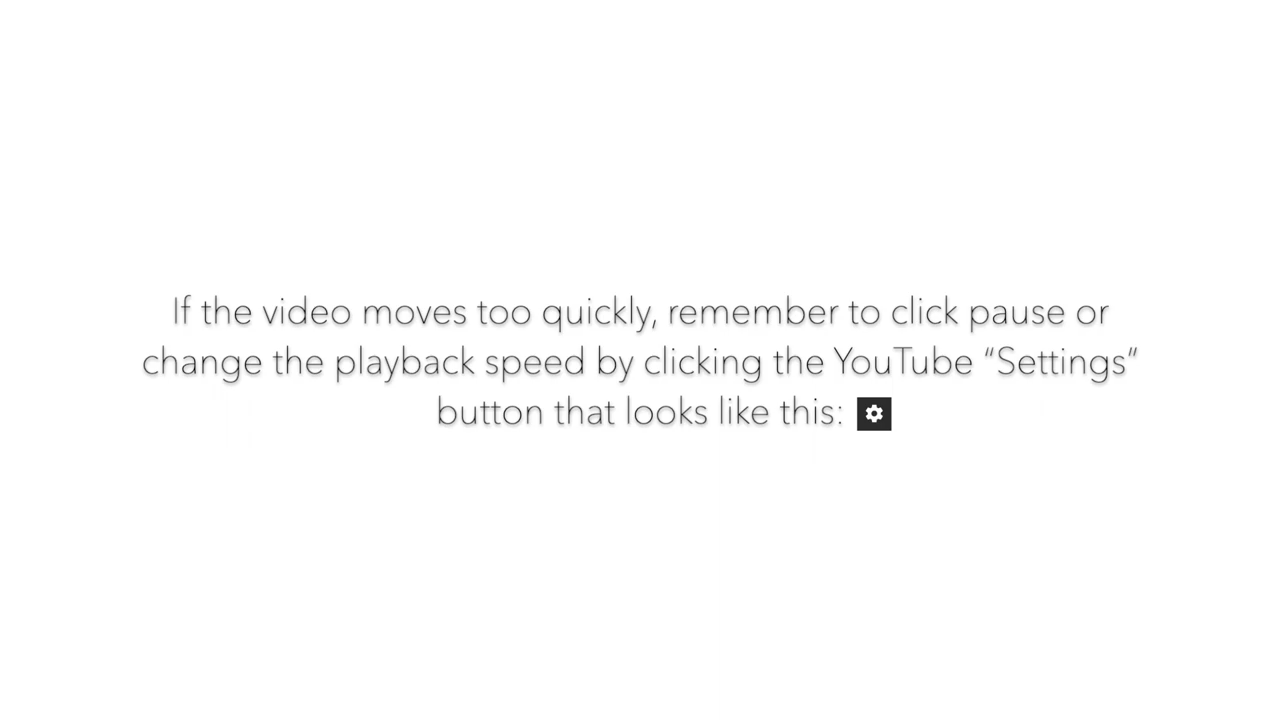 If the video moves too quickly, remember to click pause or
change the playback speed by clicking the YouTube “Settings”
button that looks like this: